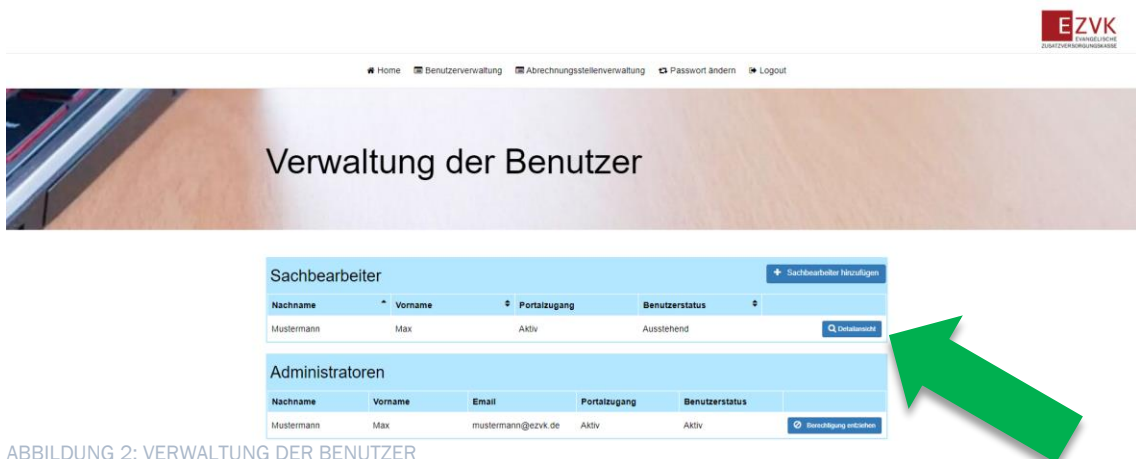 EZVK
EVANGELISCHE
ZUSATZVERSORGUNGSKASSE
Home Benutzerverwaltung Abrechnungsstellenverwaltung Passwort ändern Logout
Verwaltung der Benutzer
Sachbearbeiter + Sachbearbeiter hinzufügen
Nachname Vorname Portalzugang Benutzerstatus
Mustermann Max Aktiv Ausstehend Detailansicht
Administratoren
Nachname Vorname Email Portalzugang Benutzerstatus
Mustermann Max mustermann@ezvk.de Aktiv Aktiv Berechtigung entziehen
ABBILDUNG 2: VERWALTUNG DER BENUTZER